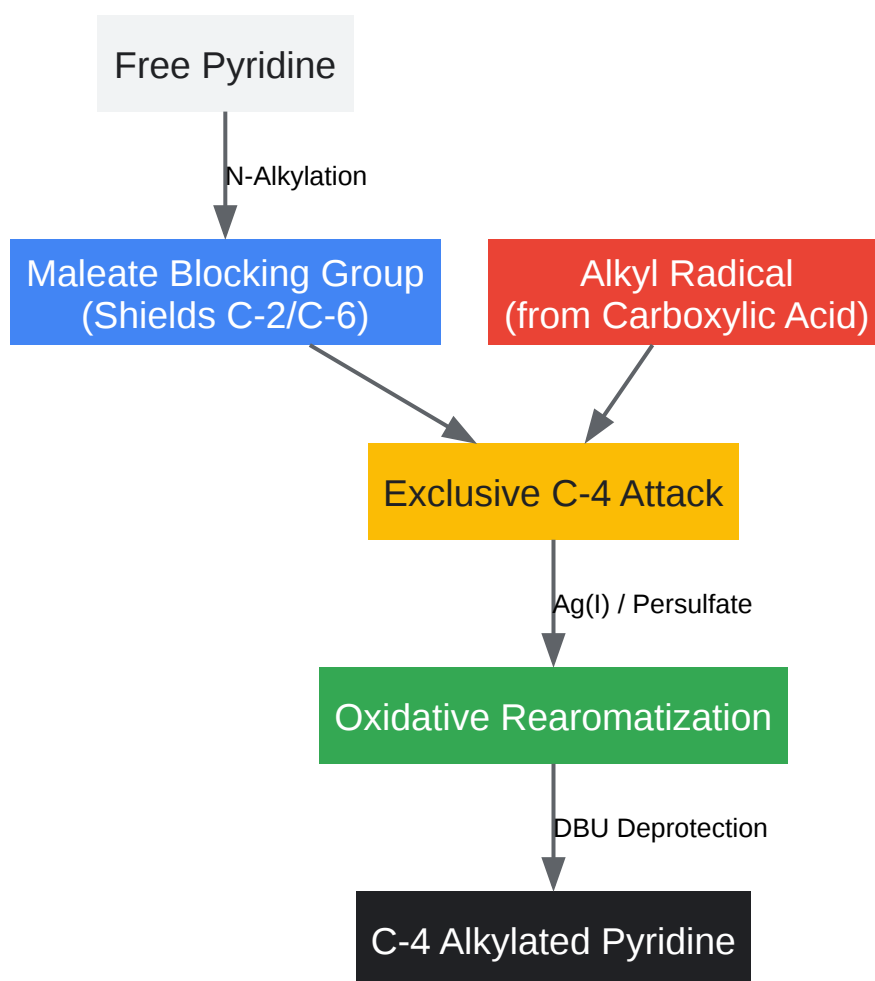 Free Pyridine
N-Alkylation
Maleate Blocking Group
(Shields C-2/C-6)
Alkyl Radical
(from Carboxylic Acid)
Exclusive C-4 Attack
Ag(I) / Persulfate
Oxidative Rearomatization
DBU Deprotection
C-4 Alkylated Pyridine